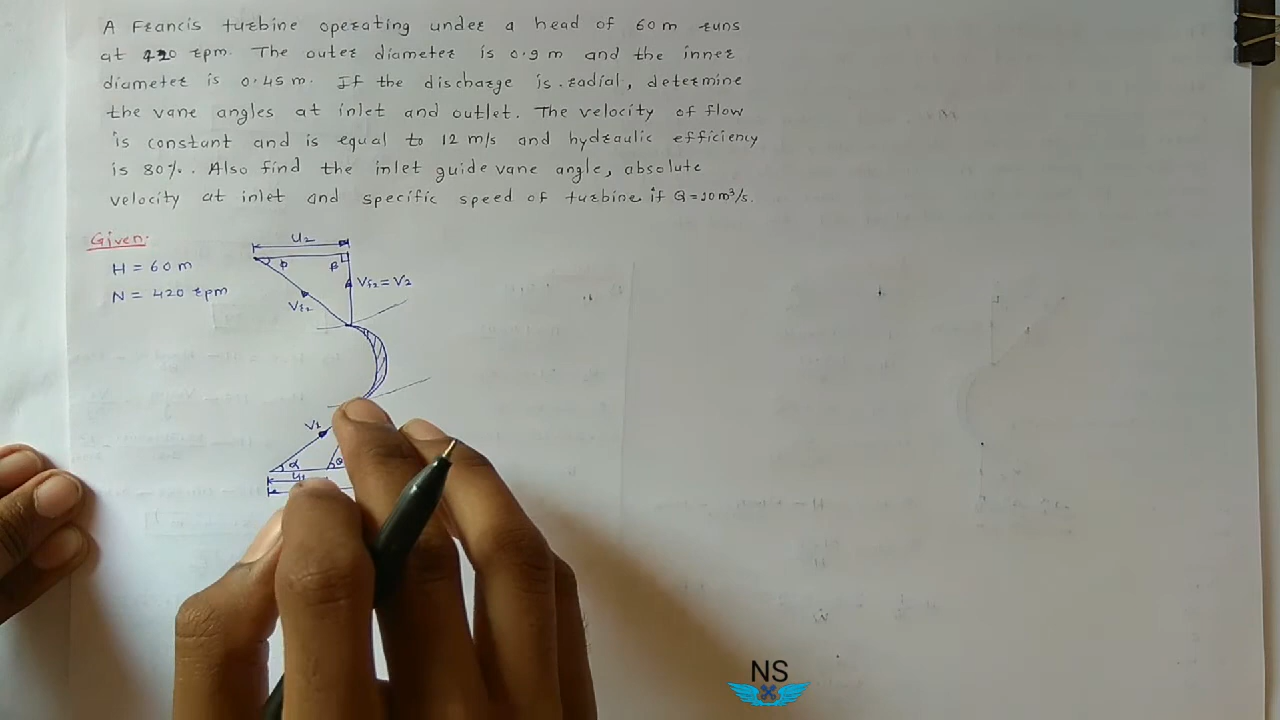 A Francis turbine operating under a head of 60 m runs
at 420 rpm. The outer diameter is 0.9 m and the inner
diameter is 0.45 m. If the discharge is radial, determine
the vane angles at inlet and outlet. The velocity of flow
is constant and is equal to 12 m/s and hydraulic efficiency
is 80%. Also find the inlet guide vane angle, absolute
velocity at inlet and specific speed of turbine if Q=10m³/s.
Given:
H = 60 m
N = 420 rpm
U2
Φ
β
Vf2 = V2
Vr2
V1
α
θ
U1
NS